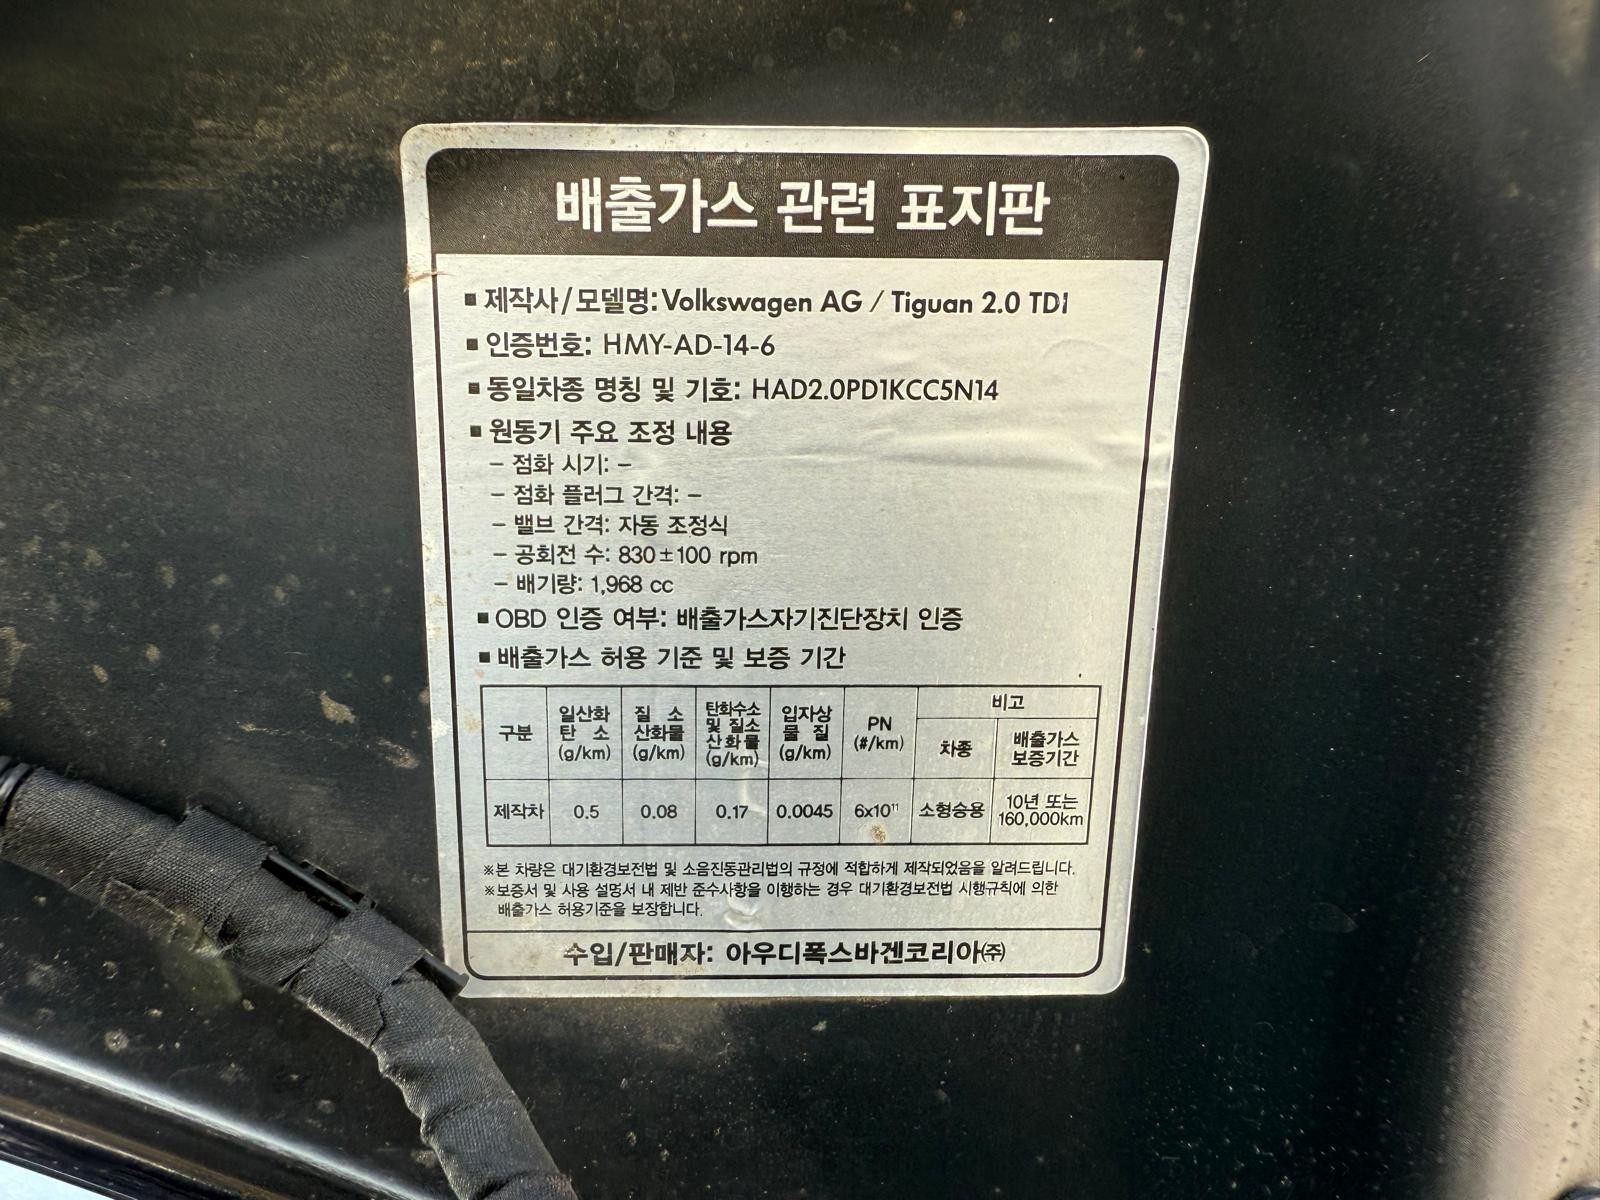 배출가스 관련 표지판
▪ 제작사/모델명: Volkswagen AG / Tiguan 2.0 TDI
▪ 인증번호: HMY-AD-14-6
▪ 동일차종 명칭 및 기호: HAD2.0PD1KCC5N14
▪ 원동기 주요 조정 내용
– 점화 시기: –
– 점화 플러그 간격: –
– 밸브 간격: 자동 조정식
– 공회전 수: 830±100 rpm
– 배기량: 1,968 cc
▪ OBD 인증 여부: 배출가스자기진단장치 인증
▪ 배출가스 허용 기준 및 보증 기간
구분 일산화탄소 (g/km) 질소산화물 (g/km) 탄화수소 및 질소산화물 (g/km) 입자상물질 (g/km) PN (#/km) 비고
차종 배출가스 보증기간
제작차 0.5 0.08 0.17 0.0045 6x10¹¹ 소형승용 10년 또는 160,000km
※본 차량은 대기환경보전법 및 소음진동관리법의 규정에 적합하게 제작되었음을 알려드립니다.
※보증서 및 사용 설명서 내 제반 준수사항을 이행하는 경우 대기환경보전법 시행규칙에 의한
배출가스 허용기준을 보장합니다.
수입/판매자: 아우디폭스바겐코리아㈜